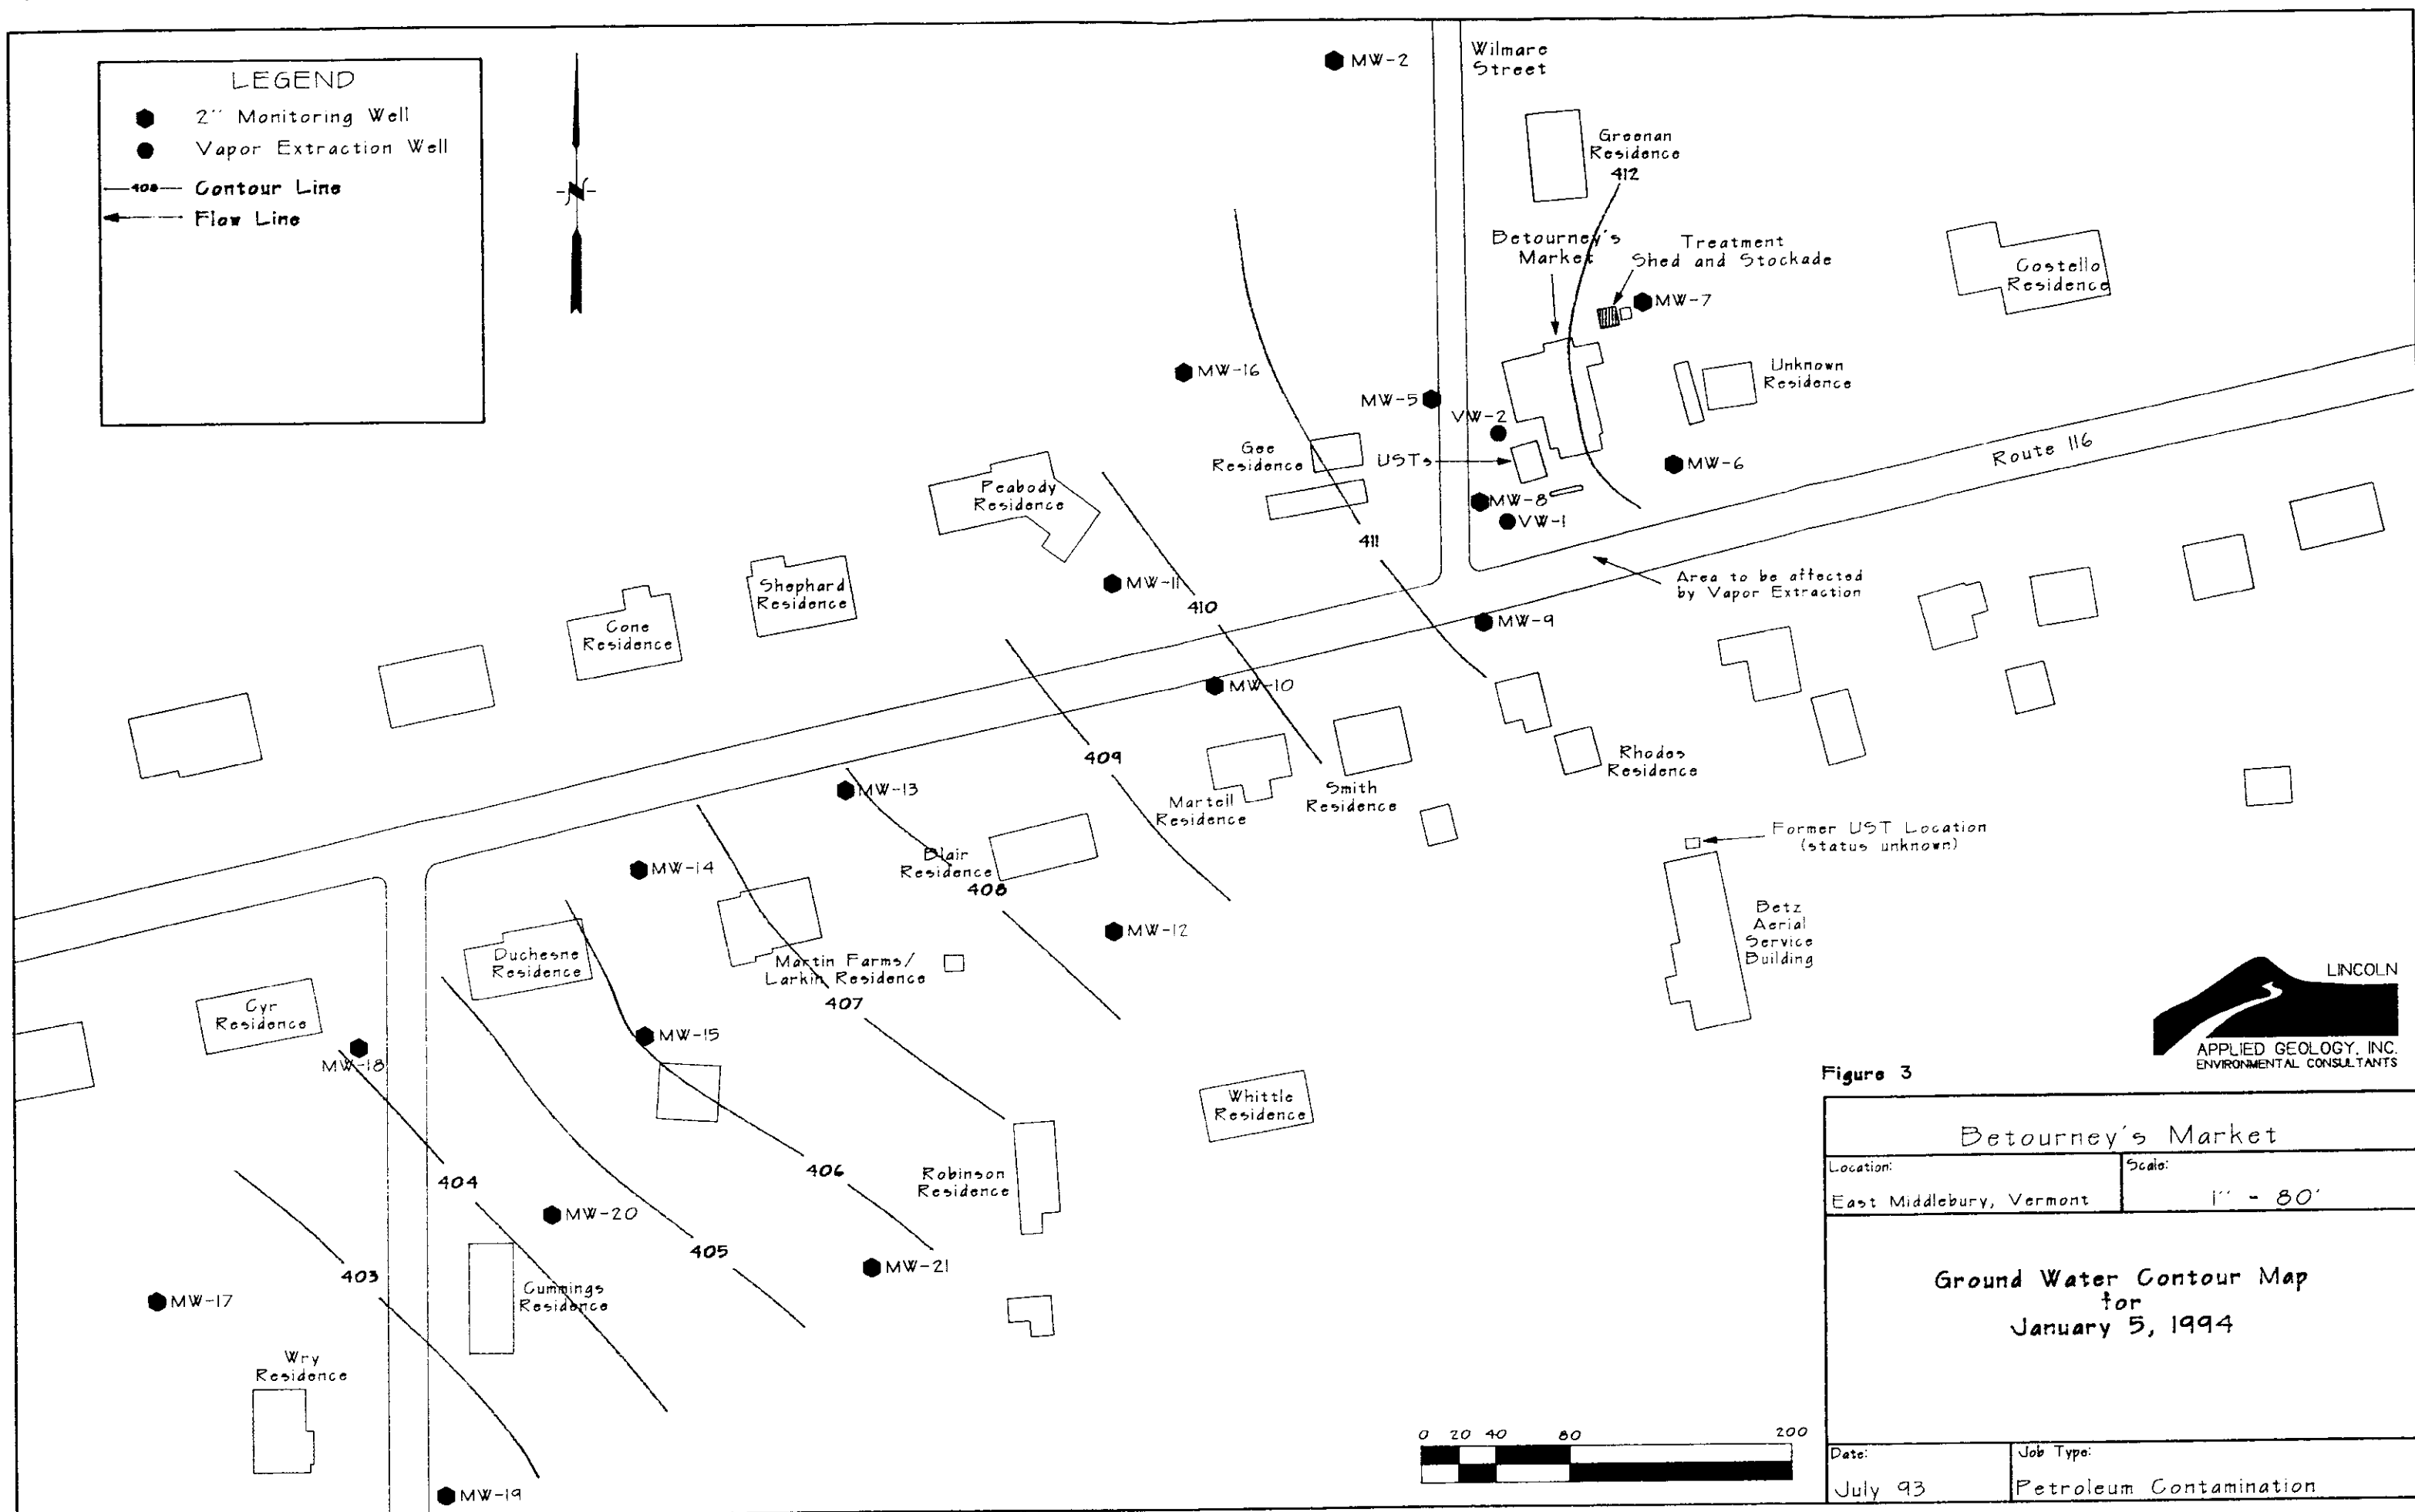 LEGEND
2'' Monitoring Well
Vapor Extraction Well
408 Contour Line
Flow Line
N
MW-2
Wilmare
Street
Greenan
Residence
412
Betourney's
Market
Treatment
Shed and Stockade
MW-7
Costello
Residence
MW-16
MW-5
VW-2
Unknown
Residence
Gee
Residence
USTs
MW-6
Route 116
Peabody
Residence
MW-8
VW-1
411
Area to be affected
by Vapor Extraction
MW-11
410
Shephard
Residence
Cone
Residence
MW-9
MW-10
409
Rhodes
Residence
Smith
Residence
Martell
Residence
MW-13
Former UST Location
(status unknown)
MW-14
Blair
Residence
408
MW-12
Betz
Aerial
Service
Building
Duchesne
Residence
Martin Farms/
Larkin Residence
407
LINCOLN
APPLIED GEOLOGY, INC.
ENVIRONMENTAL CONSULTANTS
Cyr
Residence
MW-18
MW-15
Whittle
Residence
Figure 3
Betourney's Market
Location:
East Middlebury, Vermont
Scale:
1'' - 80'
404
406
Robinson
Residence
MW-20
405
MW-21
403
MW-17
Cummings
Residence
Ground Water Contour Map
for
January 5, 1994
Wry
Residence
MW-19
0 20 40 80 200
Date:
July 93
Job Type:
Petroleum Contamination